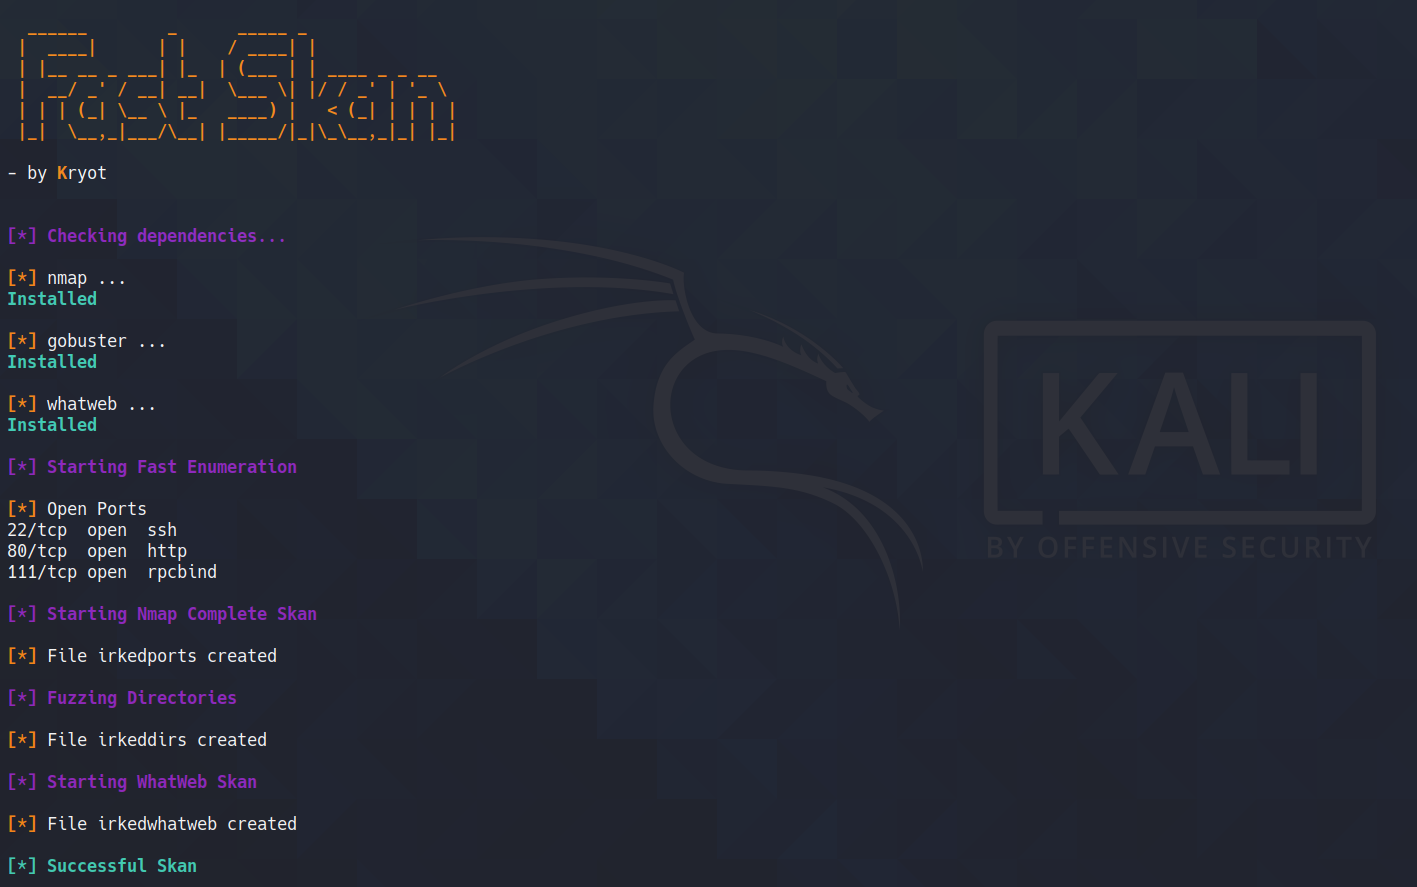 Fast Skan
- by Kryot
[*] Checking dependencies...
[*] nmap ...
Installed
[*] gobuster ...
Installed
[*] whatweb ...
Installed
[*] Starting Fast Enumeration
[*] Open Ports
22/tcp  open  ssh
80/tcp  open  http
111/tcp open  rpcbind
[*] Starting Nmap Complete Skan
[*] File irkedports created
[*] Fuzzing Directories
[*] File irkeddirs created
[*] Starting WhatWeb Skan
[*] File irkedwhatweb created
[*] Successful Skan
KALI
BY OFFENSIVE SECURITY